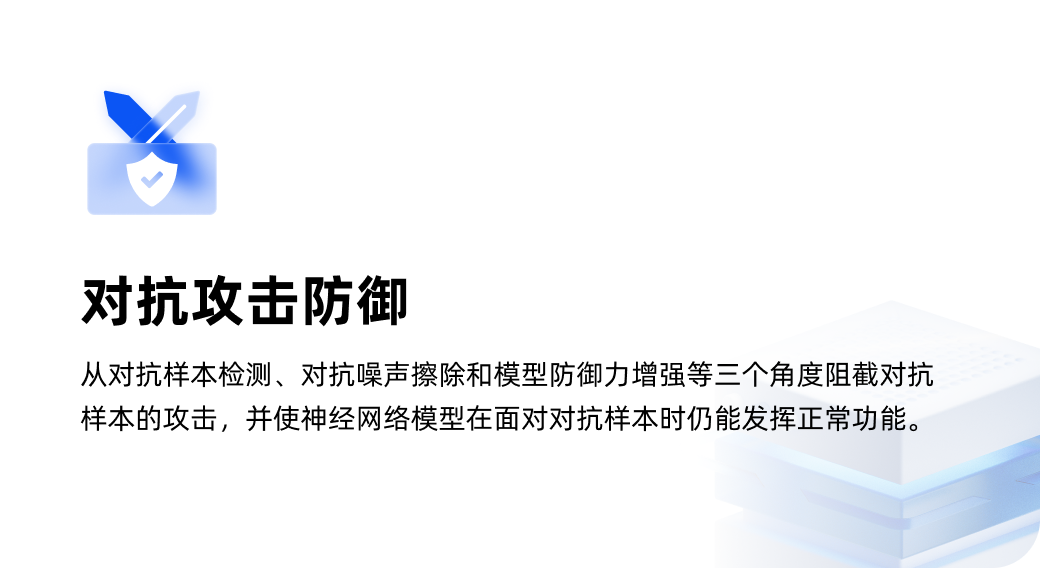 对抗攻击防御
从对抗样本检测、对抗噪声擦除和模型防御力增强等三个角度阻截对抗
样本的攻击，并使神经网络模型在面对对抗样本时仍能发挥正常功能。